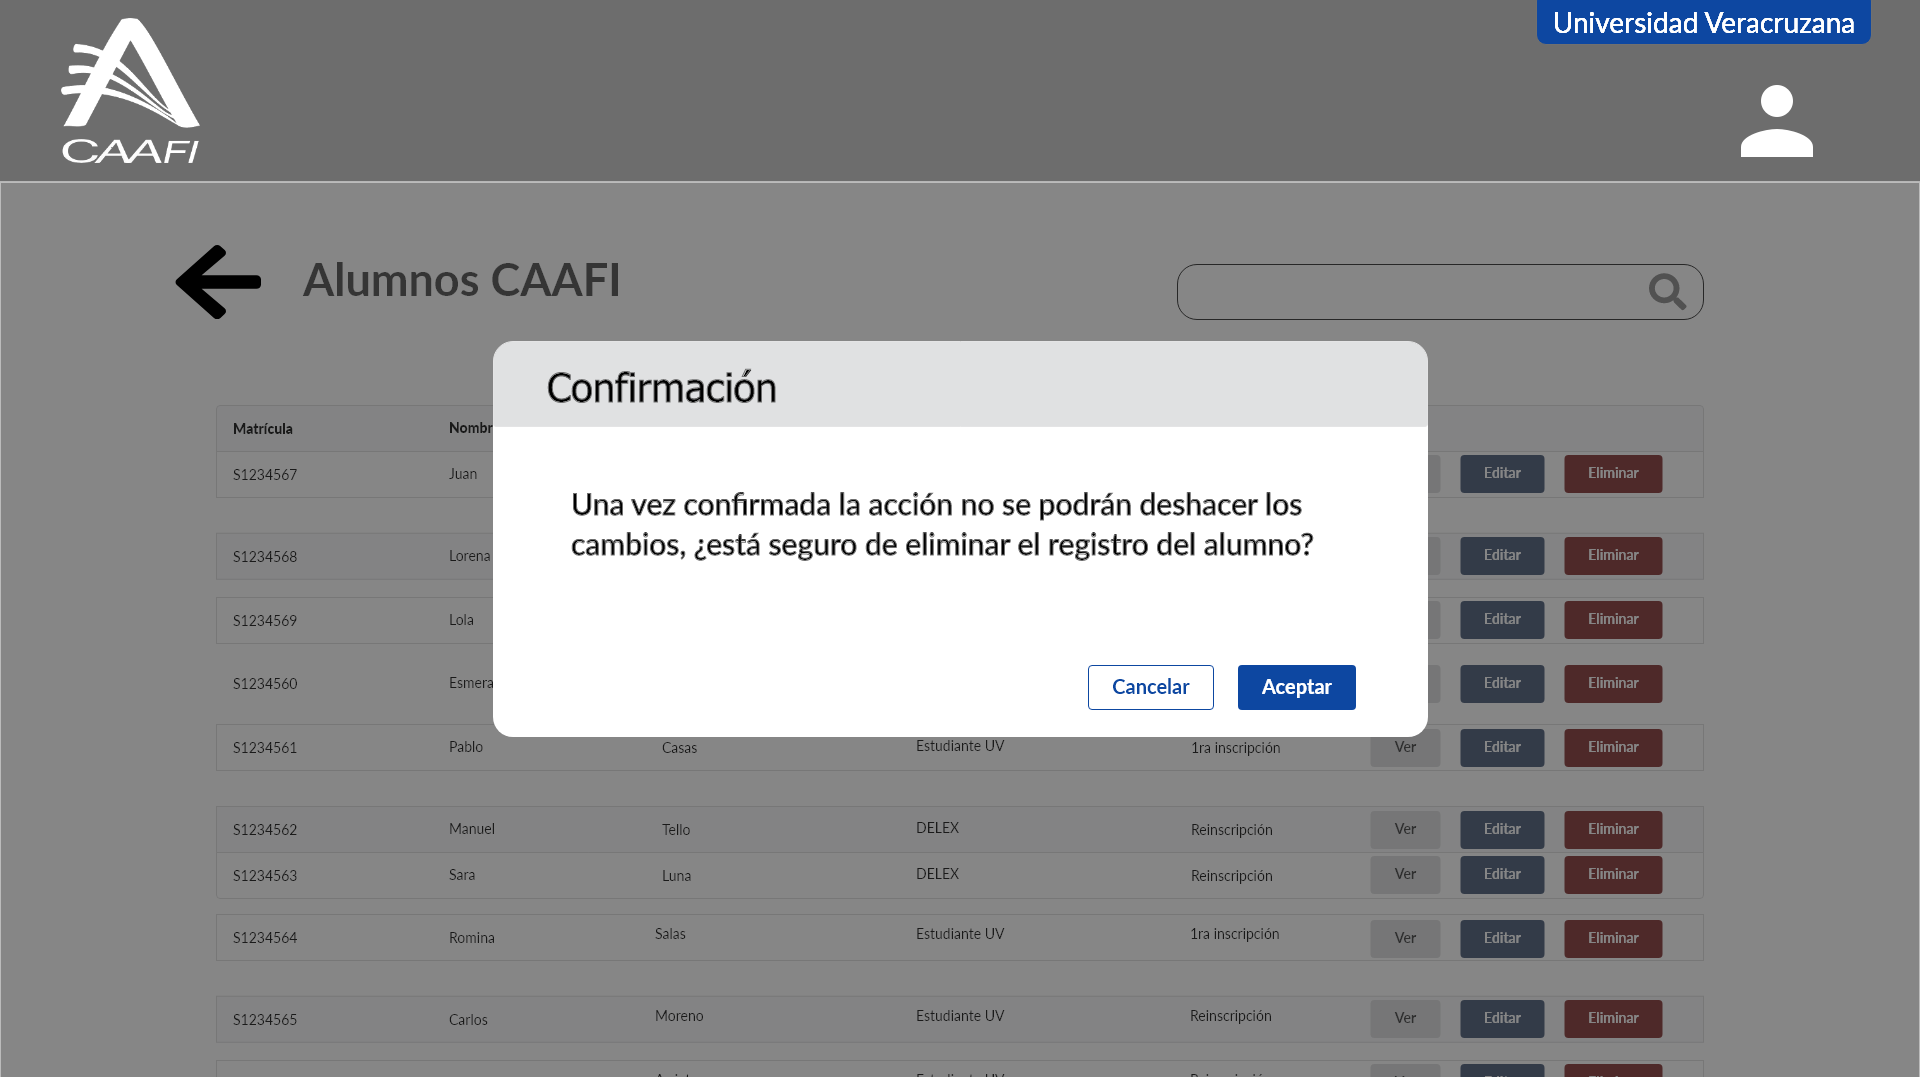 Universidad Veracruzana
CAAFI
Alumnos CAAFI
Confirmación
Una vez confirmada la acción no se podrán deshacer los
cambios, ¿está seguro de eliminar el registro del alumno?
Cancelar Aceptar
Matrícula
S1234567 Juan Editar Eliminar
S1234568 Lorena Editar Eliminar
S1234569 Lola Editar Eliminar
S1234560 Editar Eliminar
S1234561 Pablo Casas Estudiante UV 1ra inscripción Ver Editar Eliminar
S1234562 Manuel Tello DELEX Reinscripción Ver Editar Eliminar
S1234563 Sara Luna DELEX Reinscripción Ver Editar Eliminar
S1234564 Romina Salas Estudiante UV 1ra inscripción Ver Editar Eliminar
S1234565 Carlos Moreno Estudiante UV Reinscripción Ver Editar Eliminar